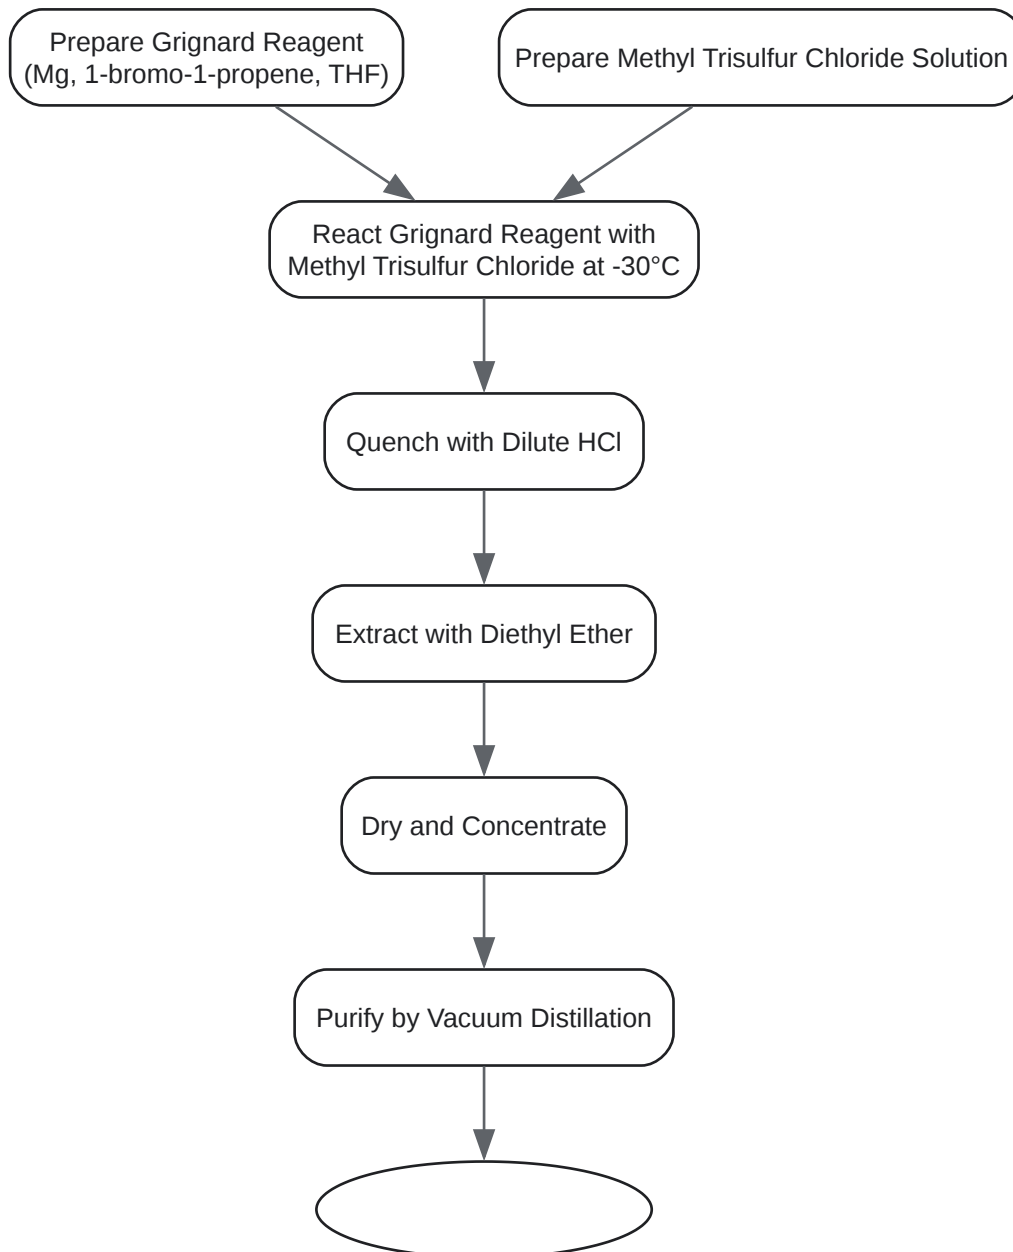 Prepare Grignard Reagent
(Mg, 1-bromo-1-propene, THF)
Prepare Methyl Trisulfur Chloride Solution
React Grignard Reagent with
Methyl Trisulfur Chloride at -30°C
Quench with Dilute HCl
Extract with Diethyl Ether
Dry and Concentrate
Purify by Vacuum Distillation